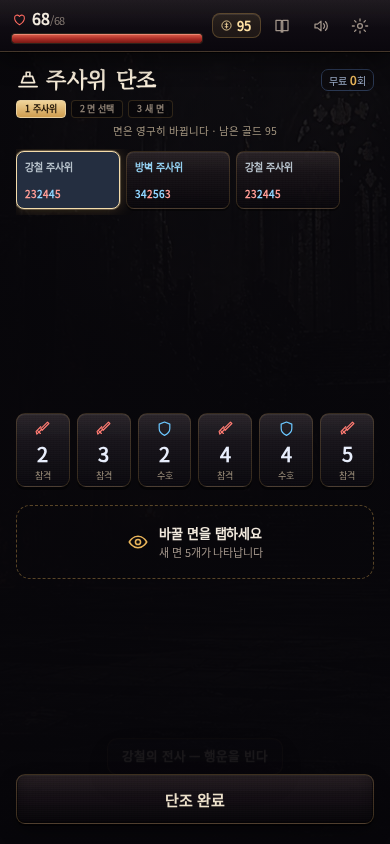 68/68
95
주사위 단조
무료 0회
1 주사위
2 면 선택
3 새 면
면은 영구히 바뀝니다 · 남은 골드 95
강철 주사위
방벽 주사위
강철 주사위
232445
342563
232445
2
3
2
4
4
5
참격
참격
수호
참격
수호
참격
바꿀 면을 탭하세요
새 면 5개가 나타납니다
강철의 전사 — 행운을 빈다
단조 완료